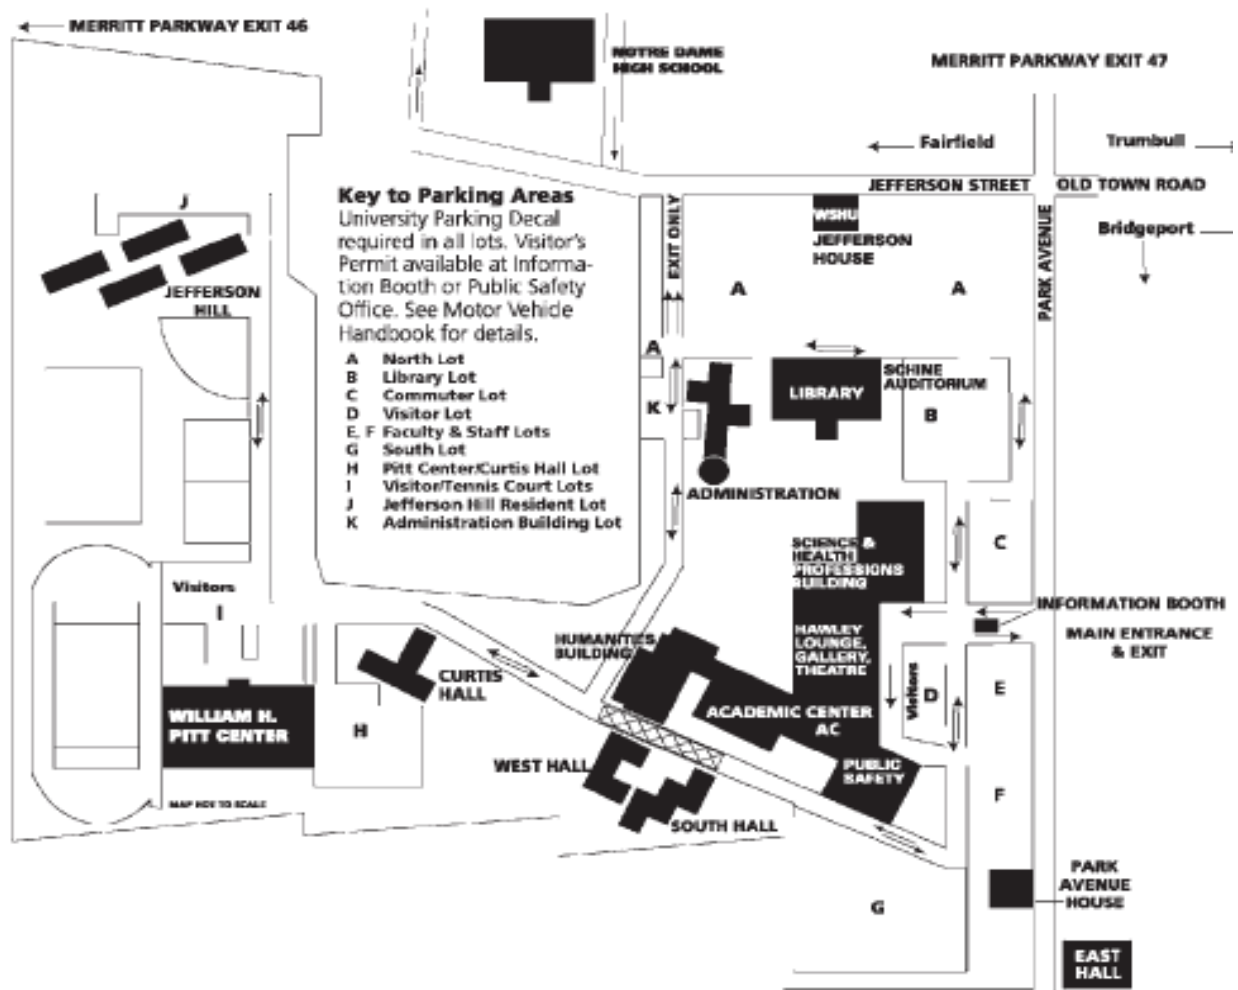 MERRITT PARKWAY EXIT 46
NOTRE DAME
HIGH SCHOOL
MERRITT PARKWAY EXIT 47
Fairfield
Trumbull
JEFFERSON STREET
OLD TOWN ROAD
Bridgeport
PARK AVENUE
EXIT ONLY
WSHU
JEFFERSON
HOUSE
Key to Parking Areas
University Parking Decal
required in all lots. Visitor's
Permit available at Informa-
tion Booth or Public Safety
Office. See Motor Vehicle
Handbook for details.
A North Lot
B Library Lot
C Commuter Lot
D Visitor Lot
E, F Faculty & Staff Lots
G South Lot
H Pitt Center/Curtis Hall Lot
I Visitor/Tennis Court Lots
J Jefferson Hill Resident Lot
K Administration Building Lot
J
JEFFERSON
HILL
A
A
A
K
LIBRARY
SCHINE
AUDITORIUM
B
ADMINISTRATION
SCIENCE &
HEALTH
PROFESSIONS
BUILDING
C
INFORMATION BOOTH
MAIN ENTRANCE
& EXIT
Visitors
I
HUMANITIES
BUILDING
HAWLEY
LOUNGE,
GALLERY,
THEATRE
CURTIS
HALL
Visitors
D
E
WILLIAM H.
PITT CENTER
H
ACADEMIC CENTER
AC
WEST HALL
PUBLIC
SAFETY
F
MAP NOT TO SCALE
SOUTH HALL
PARK
AVENUE
HOUSE
G
EAST
HALL